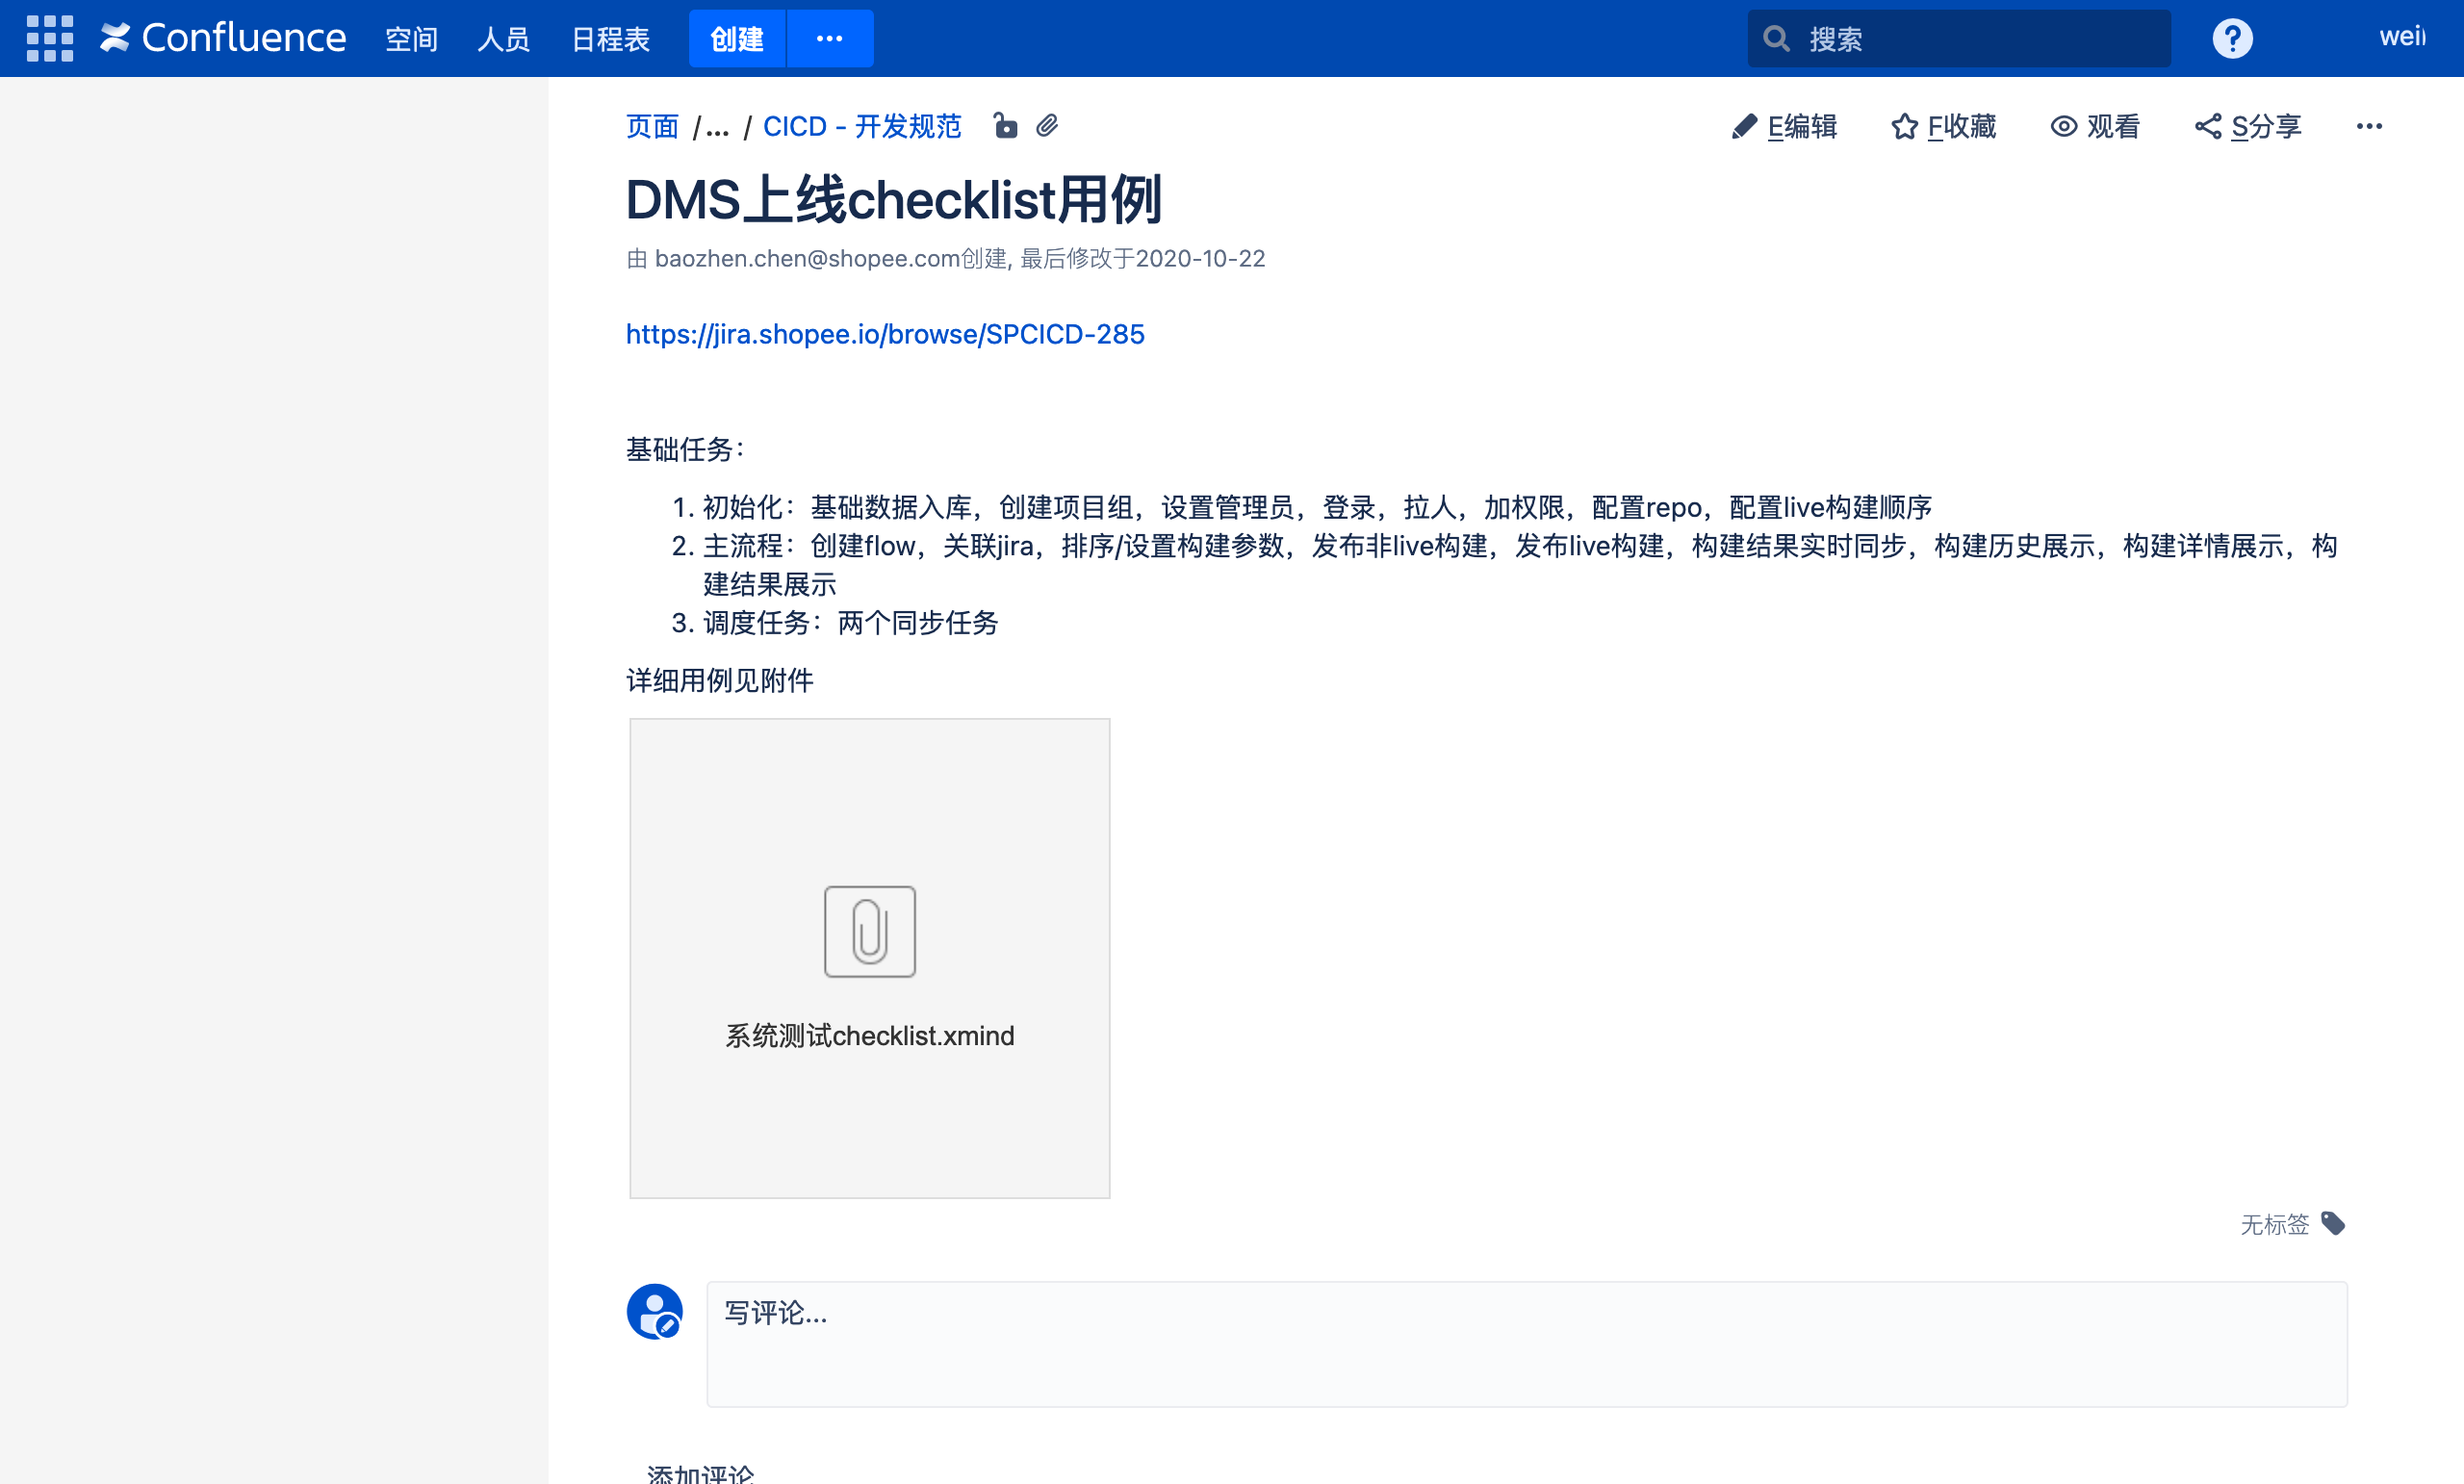 Confluence 空间 人员 日程表 创建 ··· 搜索 ?
页面 /... / CICD - 开发规范 E编辑 F收藏 观看 S分享 ···
DMS上线checklist用例
由 baozhen.chen@shopee.com创建, 最后修改于2020-10-22
https://jira.shopee.io/browse/SPCICD-285
基础任务：
1. 初始化：基础数据入库，创建项目组，设置管理员，登录，拉人，加权限，配置repo，配置live构建顺序
2. 主流程：创建flow，关联jira，排序/设置构建参数，发布非live构建，发布live构建，构建结果实时同步，构建历史展示，构建详情展示，构
建结果展示
3. 调度任务：两个同步任务
详细用例见附件
系统测试checklist.xmind
无标签
写评论...
添加评论